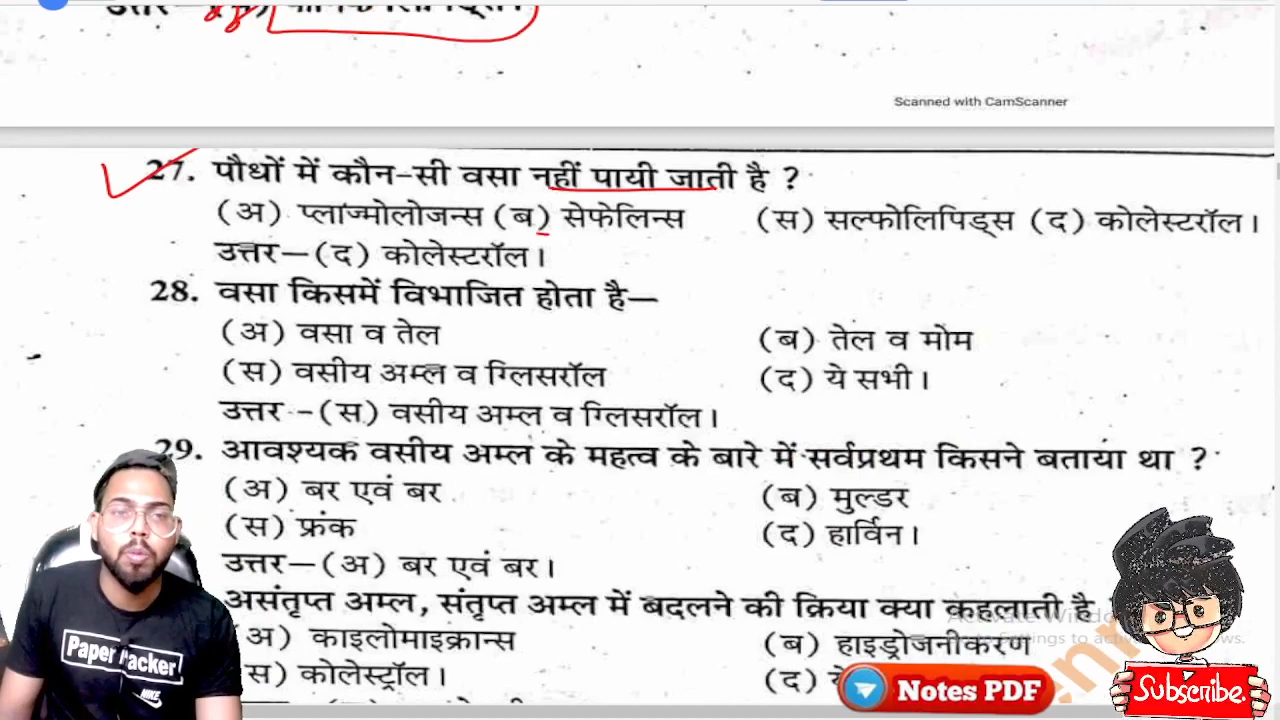 Scanned with CamScanner
27. पौधों में कौन-सी वसा नहीं पायी जाती है ?
(अ) प्लाज्मोलोजन्स (ब) सेफेलिन्स (स) सल्फोलिपिड्स (द) कोलेस्टरॉल।
उत्तर—(द) कोलेस्टरॉल।
28. वसा किसमें विभाजित होता है—
(अ) वसा व तेल (ब) तेल व मोम
(स) वसीय अम्ल व ग्लिसरॉल (द) ये सभी।
उत्तर -(स) वसीय अम्ल व ग्लिसरॉल।
29. आवश्यक वसीय अम्ल के महत्व के बारे में सर्वप्रथम किसने बताया था ?
(अ) बर एवं बर (ब) मुल्डर
(स) फ्रंक (द) हार्विन।
उत्तर—(अ) बर एवं बर।
असंतृप्त अम्ल, संतृप्त अम्ल में बदलने की क्रिया क्या कहलाती है
(अ) काइलोमाइक्रान्स (ब) हाइड्रोजनीकरण
स) कोलेस्ट्रॉल। (द)
Paper Packer
NIKE
Notes PDF
Subscribe.